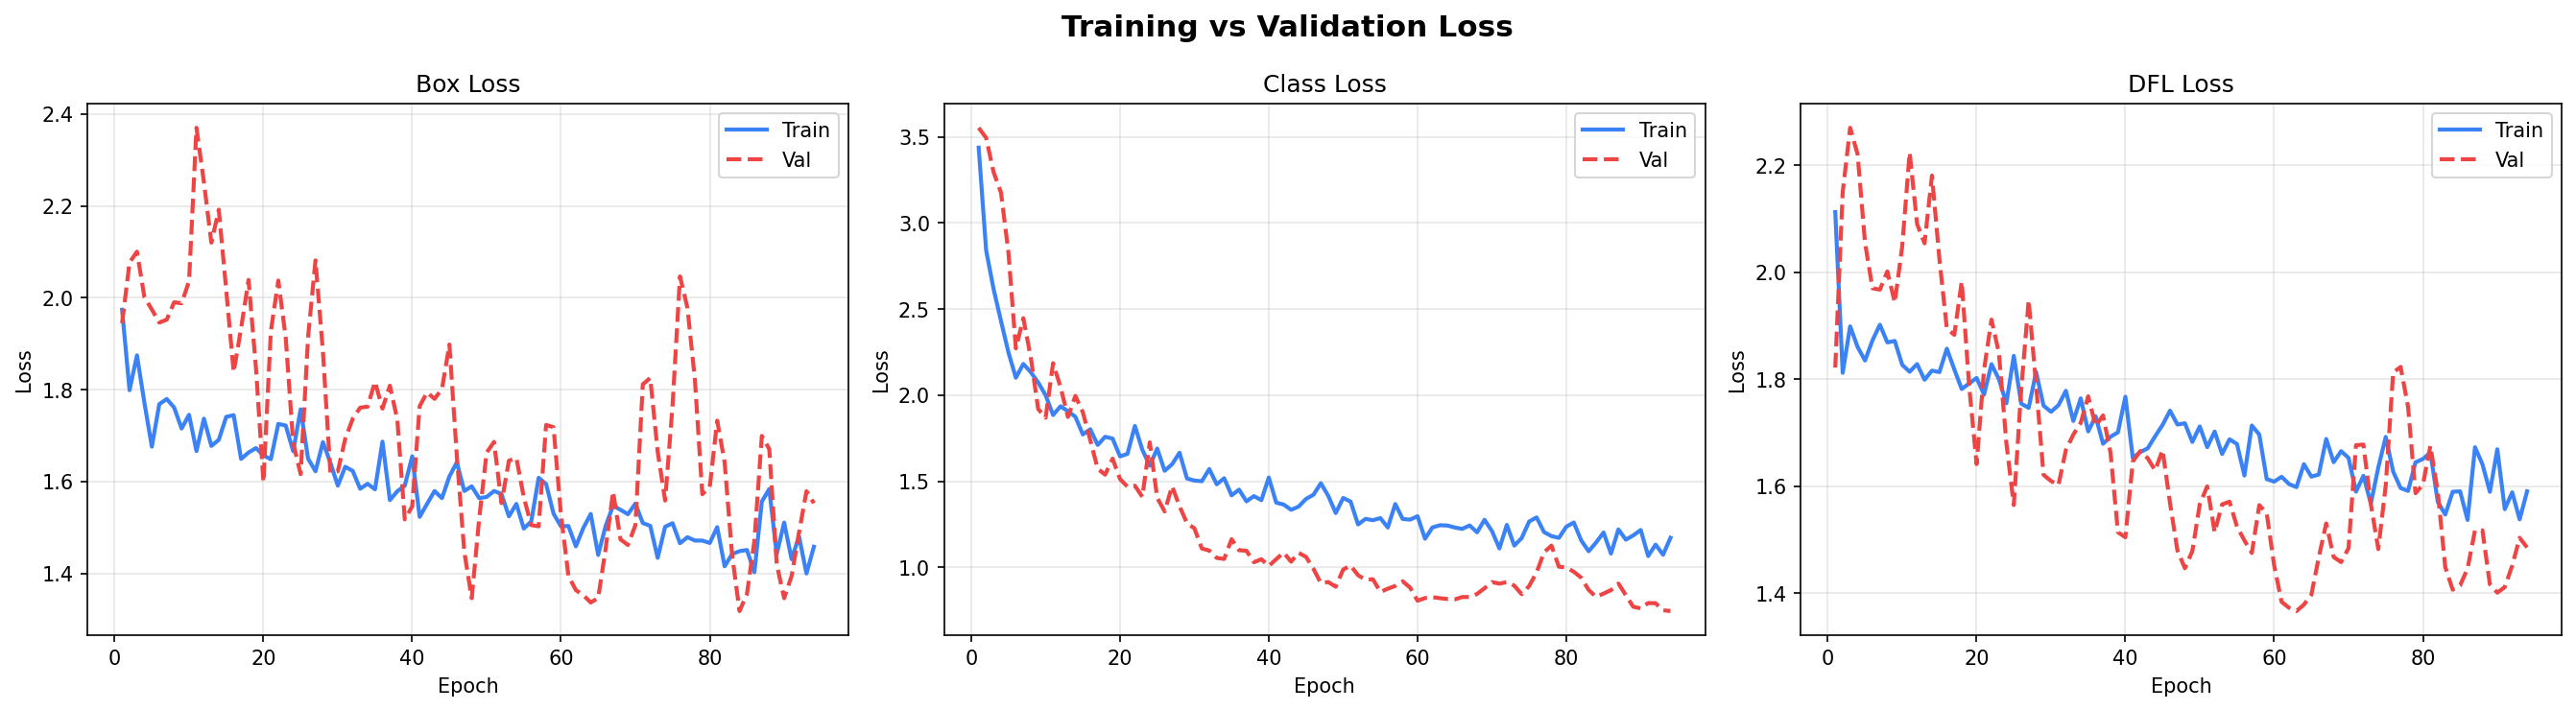 Training vs Validation Loss
Box Loss
Loss
2.4
2.2
2.0
1.8
1.6
1.4
Train
Val
0 20 40 60 80
Epoch
Class Loss
Loss
3.5
3.0
2.5
2.0
1.5
1.0
Train
Val
0 20 40 60 80
Epoch
DFL Loss
Loss
2.2
2.0
1.8
1.6
1.4
Train
Val
0 20 40 60 80
Epoch